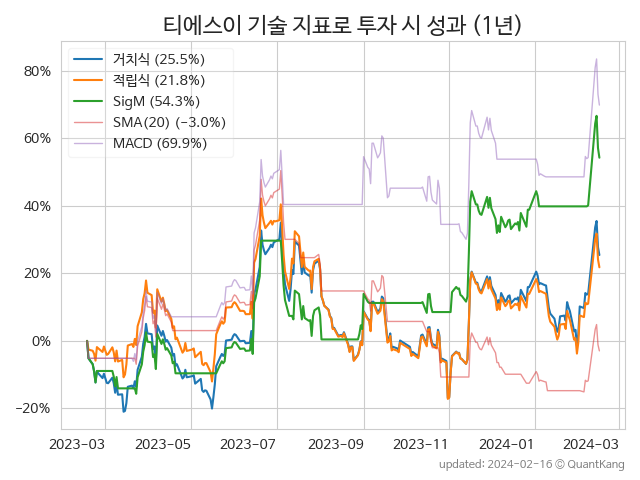 티에스이 기술 지표로 투자 시 성과 (1년)
거치식 (25.5%)
적립식 (21.8%)
SigM (54.3%)
SMA(20) (−3.0%)
MACD (69.9%)
80%
60%
40%
20%
0%
−20%
2023-03
2023-05
2023-07
2023-09
2023-11
2024-01
2024-03
updated: 2024-02-16 ⓒ QuantKang